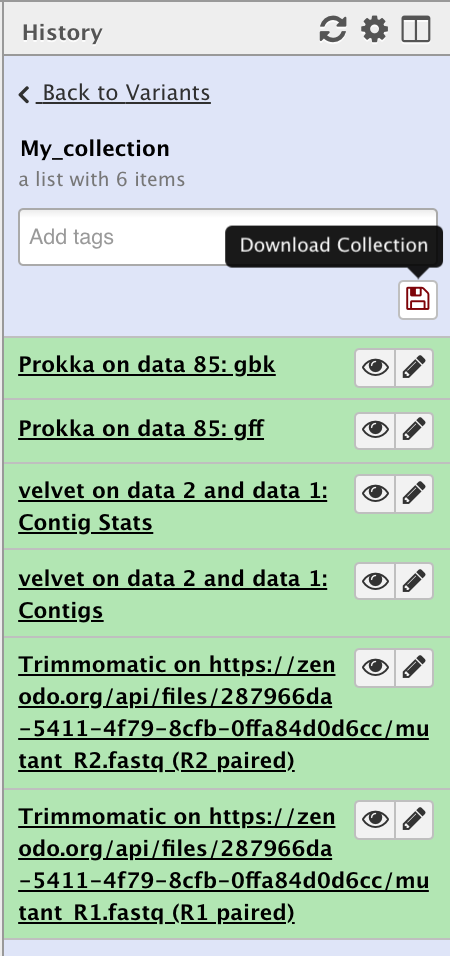 History
Back to Variants
My_collection
a list with 6 items
Add tags
Download Collection
Prokka on data 85: gbk
Prokka on data 85: gff
velvet on data 2 and data 1:
Contig Stats
velvet on data 2 and data 1:
Contigs
Trimmomatic on https://zen
odo.org/api/files/287966da
-5411-4f79-8cfb-0ffa84d0d6cc/mu
tant_R2.fastq (R2 paired)
Trimmomatic on https://zen
odo.org/api/files/287966da
-5411-4f79-8cfb-0ffa84d0d6cc/mu
tant_R1.fastq (R1 paired)